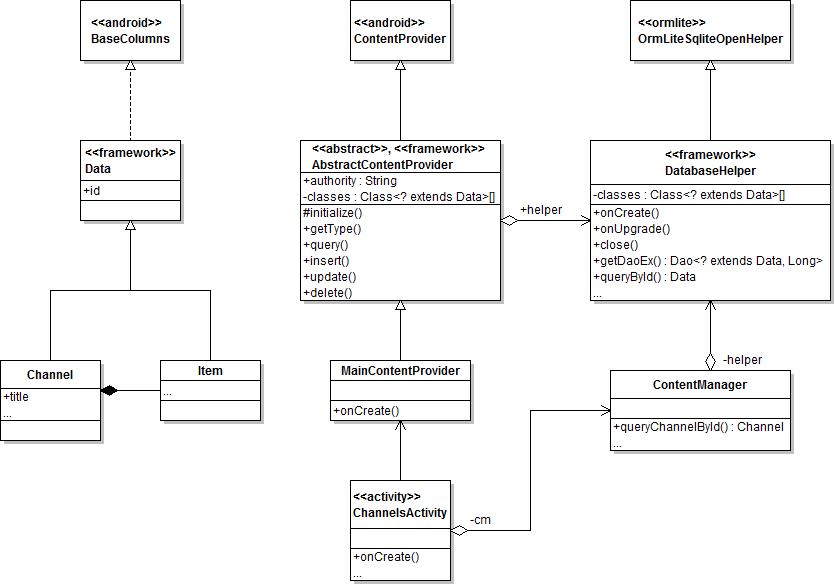 <<android>>
BaseColumns
<<android>>
ContentProvider
<<ormlite>>
OrmLiteSqliteOpenHelper
<<framework>>
Data
+id
<<abstract>>, <<framework>>
AbstractContentProvider
+authority : String
-classes : Class<? extends Data>[]
#initialize()
+getType()
+query()
+insert()
+update()
+delete()
+helper
<<framework>>
DatabaseHelper
-classes : Class<? extends Data>[]
+onCreate()
+onUpgrade()
+close()
+getDaoEx() : Dao<? extends Data, Long>
+queryById() : Data
...
Channel
+title
...
Item
...
MainContentProvider
+onCreate()
-helper
ContentManager
+queryChannelById() : Channel
...
<<activity>>
ChannelsActivity
+onCreate()
...
-cm